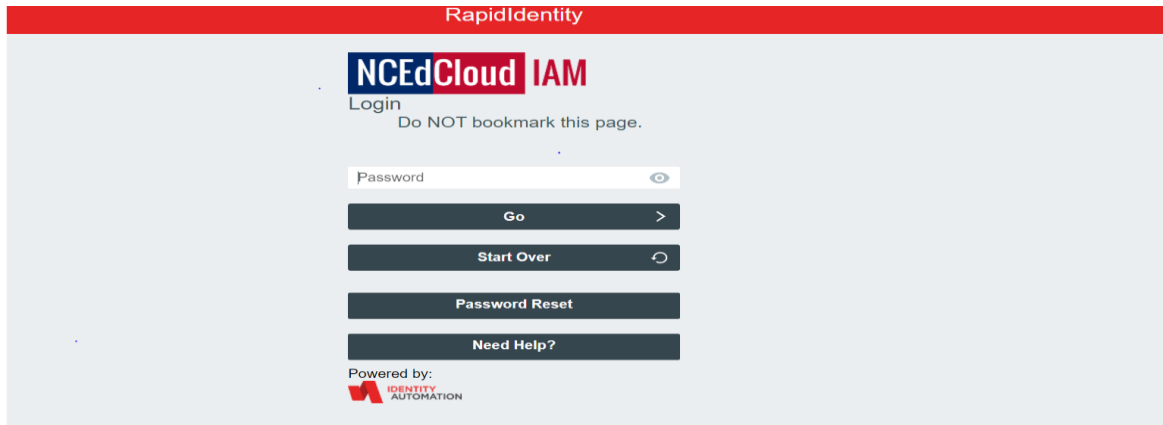 RapidIdentity
NCEdCloud IAM
Login
Do NOT bookmark this page.
Password
Go
Start Over
Password Reset
Need Help?
Powered by:
IDENTITY
AUTOMATION